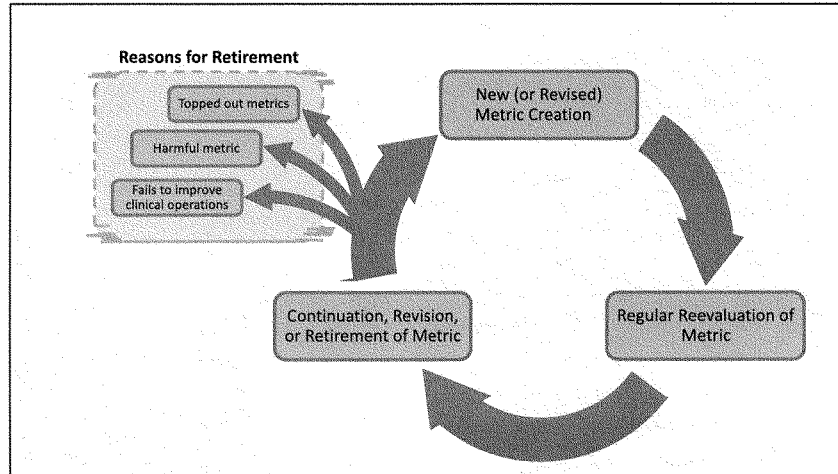 Reasons for Retirement
Topped out metrics
Harmful metric
Fails to improve
clinical operations
New (or Revised)
Metric Creation
Continuation, Revision,
or Retirement of Metric
Regular Reevaluation of
Metric